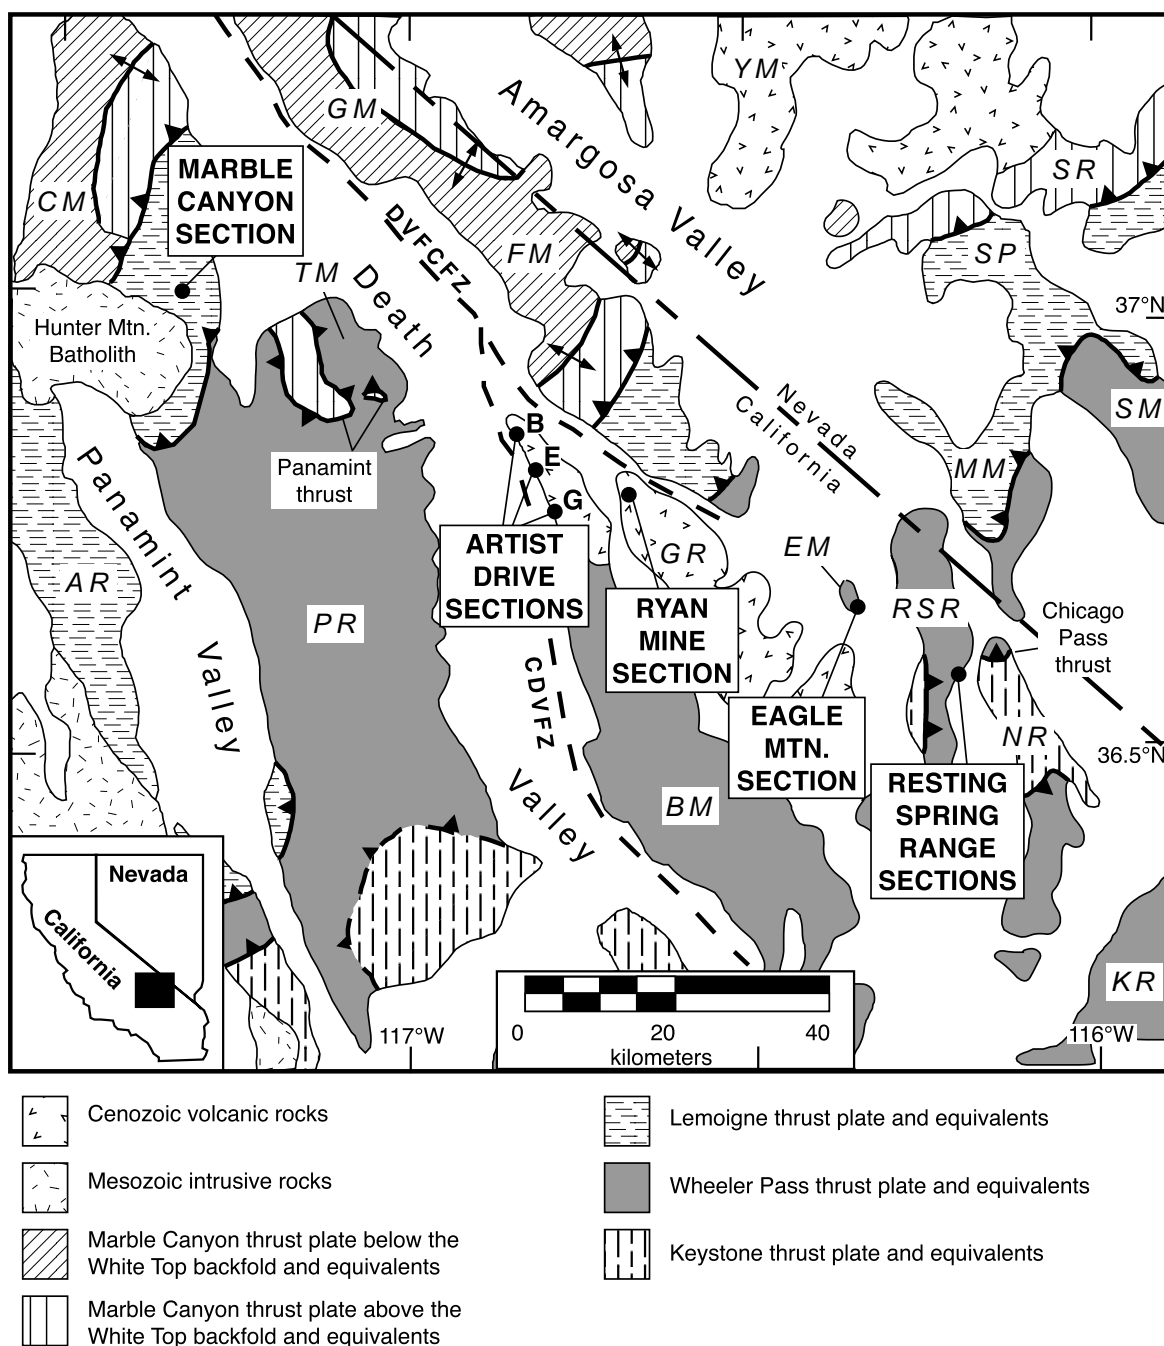 YM
GM
Amargosa Valley
SR
MARBLE
CANYON
SECTION
CM
DVFCFZ
FM
SP
TM
Death
37°N
Hunter Mtn.
Batholith
Nevada
California
SM
B
E
G
MM
Panamint
thrust
Panamint
Valley
ARTIST
DRIVE
SECTIONS
GR
EM
AR
PR
RYAN
MINE
SECTION
RSR
Chicago
Pass
thrust
CDVFZ
NR
36.5°N
EAGLE
MTN.
SECTION
Valley
BM
RESTING
SPRING
RANGE
SECTIONS
Nevada
California
KR
117°W
0 20 40
kilometers
116°W
Cenozoic volcanic rocks
Mesozoic intrusive rocks
Marble Canyon thrust plate below the
White Top backfold and equivalents
Marble Canyon thrust plate above the
White Top backfold and equivalents
Lemoigne thrust plate and equivalents
Wheeler Pass thrust plate and equivalents
Keystone thrust plate and equivalents